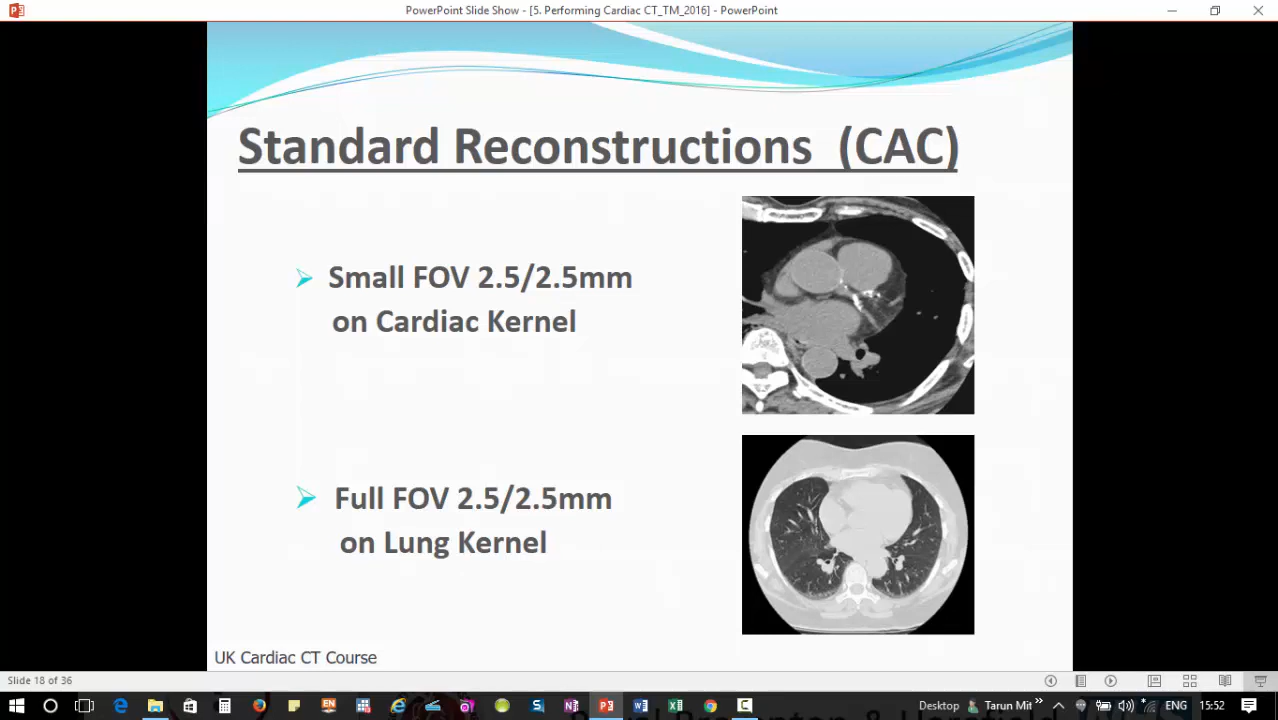 PowerPoint Slide Show - [5. Performing Cardiac CT_TM_2016] - PowerPoint
Standard Reconstructions (CAC)
Small FOV 2.5/2.5mm
on Cardiac Kernel
Full FOV 2.5/2.5mm
on Lung Kernel
UK Cardiac CT Course
Slide 18 of 36
Desktop
Tarun Mit
ENG
15:52